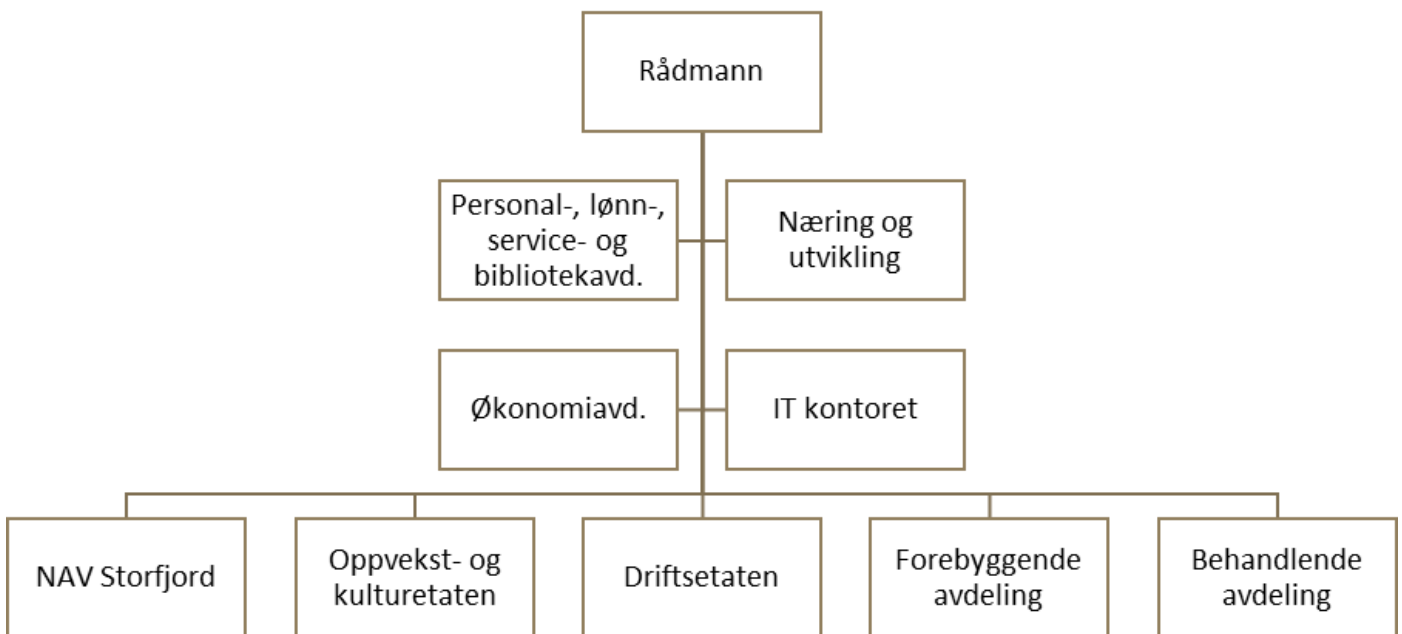 Rådmann
Personal-, lønn-,
service- og
bibliotekavd.
Næring og
utvikling
Økonomiavd.
IT kontoret
NAV Storfjord
Oppvekst- og
kulturetaten
Driftsetaten
Forebyggende
avdeling
Behandlende
avdeling